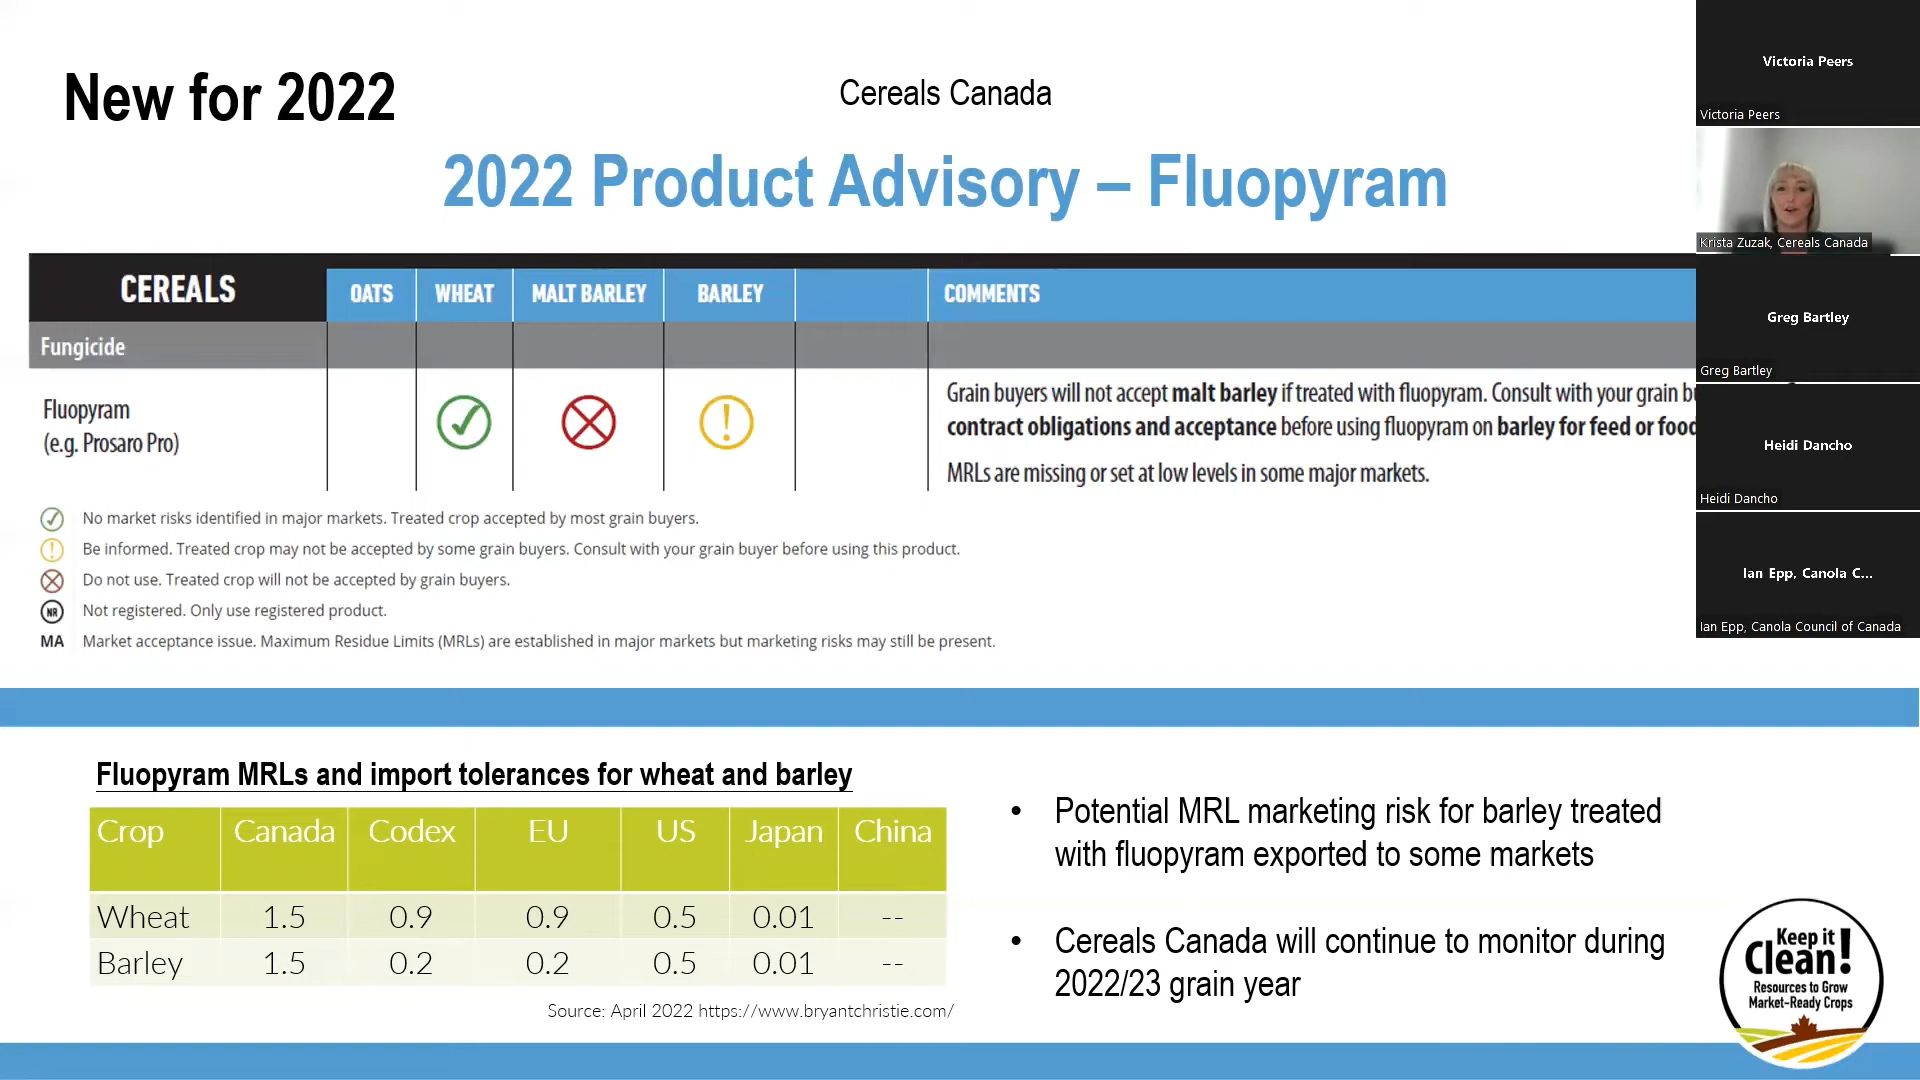 New for 2022
Cereals Canada
2022 Product Advisory – Fluopyram
CEREALS OATS WHEAT MALT BARLEY BARLEY COMMENTS
Fungicide
Fluopyram
(e.g. Prosaro Pro)
Grain buyers will not accept malt barley if treated with fluopyram. Consult with your grain
contract obligations and acceptance before using fluopyram on barley for feed or food
MRLs are missing or set at low levels in some major markets.
No market risks identified in major markets. Treated crop accepted by most grain buyers.
Be informed. Treated crop may not be accepted by some grain buyers. Consult with your grain buyer before using this product.
Do not use. Treated crop will not be accepted by grain buyers.
NR Not registered. Only use registered product.
MA Market acceptance issue. Maximum Residue Limits (MRLs) are established in major markets but marketing risks may still be present.
Fluopyram MRLs and import tolerances for wheat and barley
Crop Canada Codex EU US Japan China
Wheat 1.5 0.9 0.9 0.5 0.01 --
Barley 1.5 0.2 0.2 0.5 0.01 --
Source: April 2022 https://www.bryantchristie.com/
• Potential MRL marketing risk for barley treated
with fluopyram exported to some markets
• Cereals Canada will continue to monitor during
2022/23 grain year
Keep it
Clean!
Resources to Grow
Market-Ready Crops
Victoria Peers
Victoria Peers
Krista Zuzak, Cereals Canada
Greg Bartley
Greg Bartley
Heidi Dancho
Heidi Dancho
Ian Epp, Canola C...
Ian Epp, Canola Council of Canada